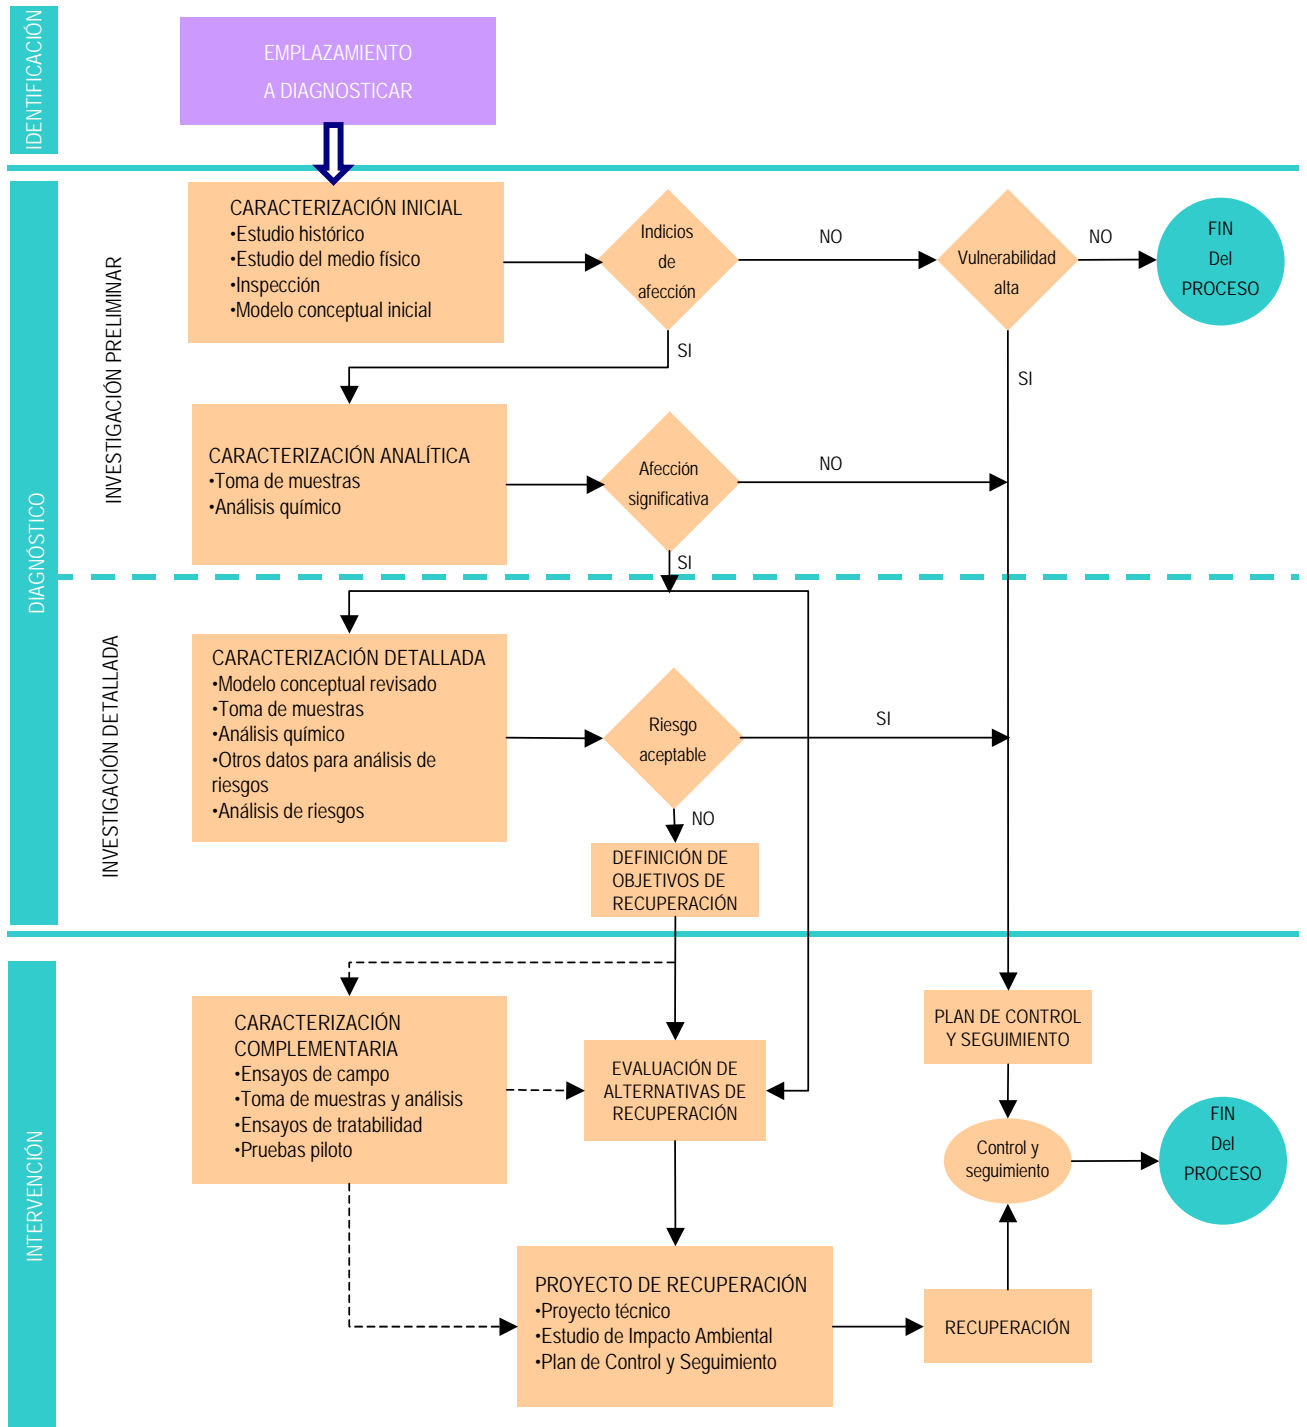 IDENTIFICACIÓN
EMPLAZAMIENTO
A DIAGNOSTICAR
DIAGNÓSTICO
INVESTIGACIÓN PRELIMINAR
CARACTERIZACIÓN INICIAL
•Estudio histórico
•Estudio del medio físico
•Inspección
•Modelo conceptual inicial
Indicios
de
afección
NO
Vulnerabilidad
alta
NO
FIN
Del
PROCESO
SI
SI
CARACTERIZACIÓN ANALÍTICA
•Toma de muestras
•Análisis químico
Afección
significativa
NO
SI
INVESTIGACIÓN DETALLADA
CARACTERIZACIÓN DETALLADA
•Modelo conceptual revisado
•Toma de muestras
•Análisis químico
•Otros datos para análisis de
riesgos
•Análisis de riesgos
Riesgo
aceptable
SI
NO
DEFINICIÓN DE
OBJETIVOS DE
RECUPERACIÓN
INTERVENCIÓN
CARACTERIZACIÓN
COMPLEMENTARIA
•Ensayos de campo
•Toma de muestras y análisis
•Ensayos de tratabilidad
•Pruebas piloto
EVALUACIÓN DE
ALTERNATIVAS DE
RECUPERACIÓN
PLAN DE CONTROL
Y SEGUIMIENTO
Control y
seguimiento
FIN
Del
PROCESO
PROYECTO DE RECUPERACIÓN
•Proyecto técnico
•Estudio de Impacto Ambiental
•Plan de Control y Seguimiento
RECUPERACIÓN